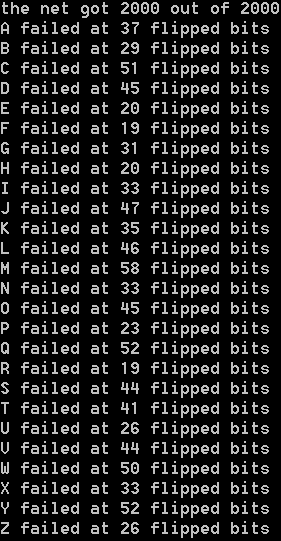 the net got 2000 out of 2000
A failed at 37 flipped bits
B failed at 29 flipped bits
C failed at 51 flipped bits
D failed at 45 flipped bits
E failed at 20 flipped bits
F failed at 19 flipped bits
G failed at 31 flipped bits
H failed at 20 flipped bits
I failed at 33 flipped bits
J failed at 47 flipped bits
K failed at 35 flipped bits
L failed at 46 flipped bits
M failed at 58 flipped bits
N failed at 33 flipped bits
O failed at 45 flipped bits
P failed at 23 flipped bits
Q failed at 52 flipped bits
R failed at 19 flipped bits
S failed at 44 flipped bits
T failed at 41 flipped bits
U failed at 26 flipped bits
V failed at 44 flipped bits
W failed at 50 flipped bits
X failed at 33 flipped bits
Y failed at 52 flipped bits
Z failed at 26 flipped bits